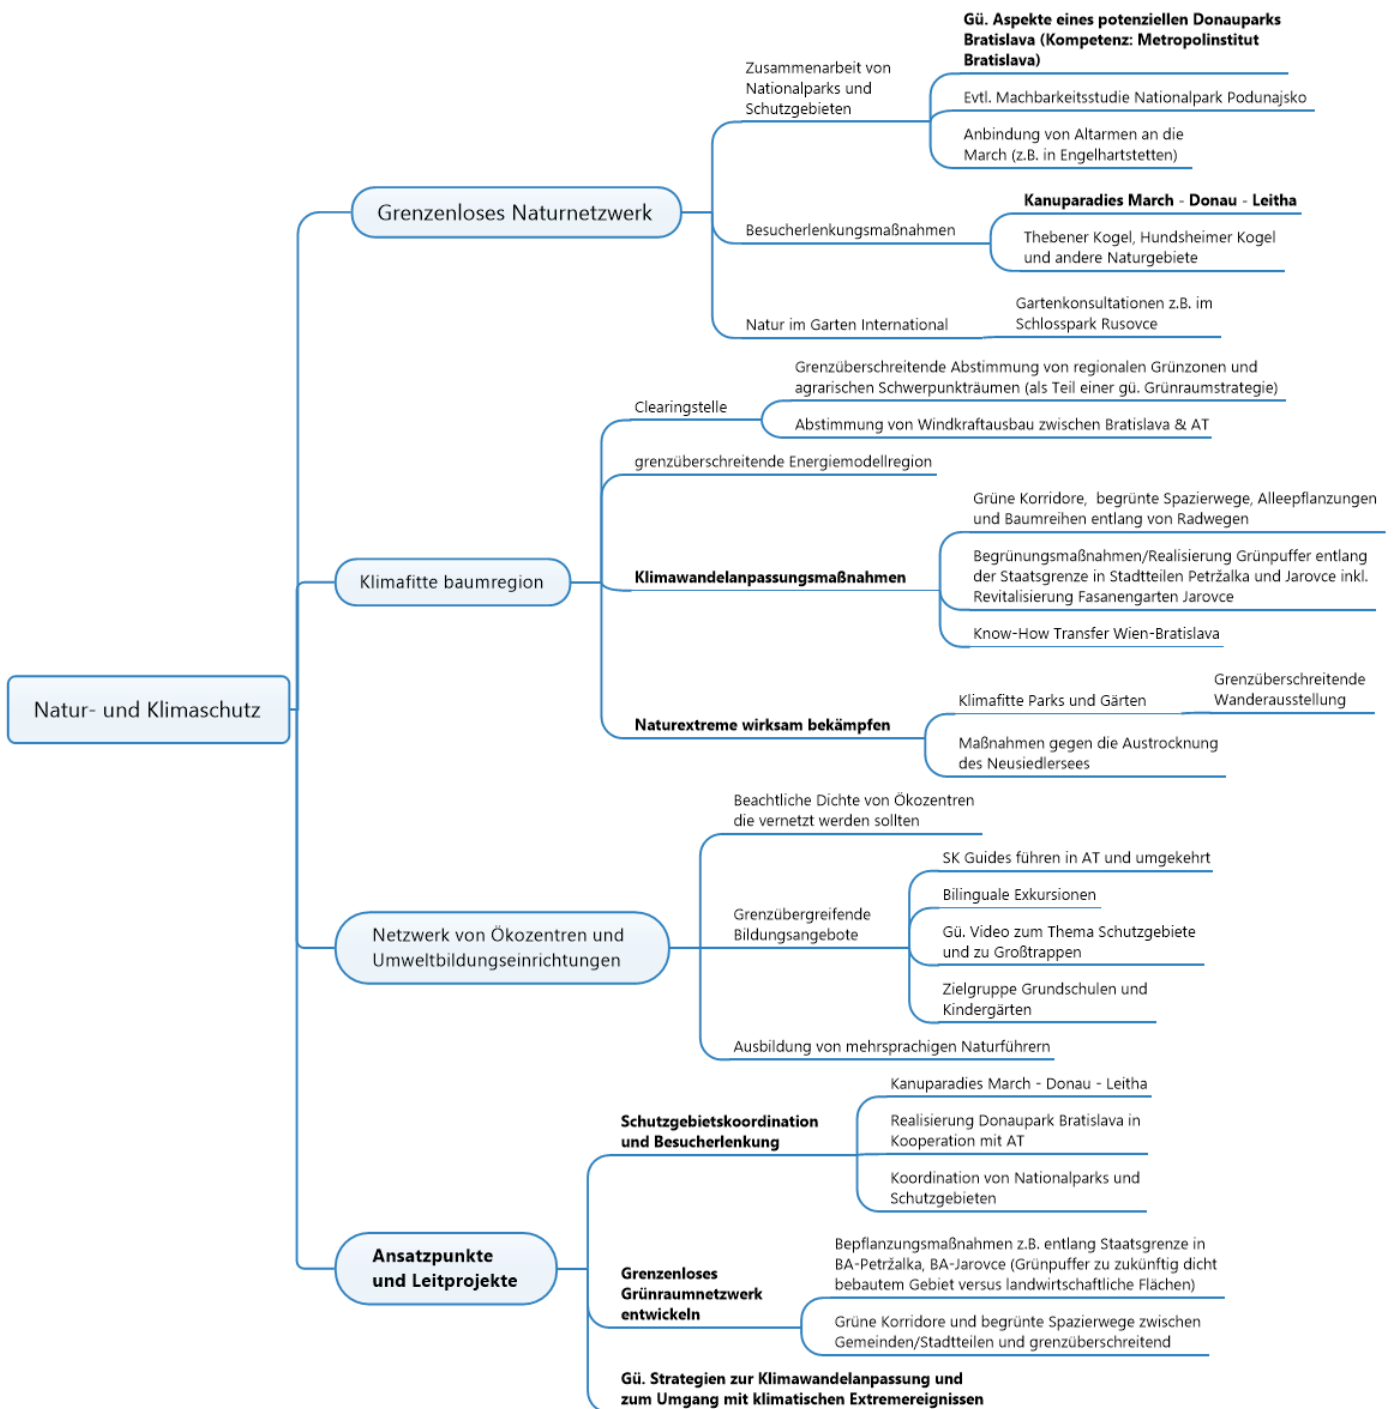 Natur- und Klimaschutz
Grenzenloses Naturnetzwerk
Zusammenarbeit von
Nationalparks und
Schutzgebieten
Gü. Aspekte eines potenziellen Donauparks
Bratislava (Kompetenz: Metropolinstitut
Bratislava)
Evtl. Machbarkeitsstudie Nationalpark Podunajsko
Anbindung von Altarmen an die
March (z.B. in Engelhartstetten)
Besucherlenkungsmaßnahmen
Kanuparadies March - Donau - Leitha
Thebener Kogel, Hundsheimer Kogel
und andere Naturgebiete
Natur im Garten International
Gartenkonsultationen z.B. im
Schlosspark Rusovce
Klimafitte baumregion
Clearingstelle
Grenzüberschreitende Abstimmung von regionalen Grünzonen und
agrarischen Schwerpunkträumen (als Teil einer gü. Grünraumstrategie)
Abstimmung von Windkraftausbau zwischen Bratislava & AT
grenzüberschreitende Energiemodellregion
Klimawandelanpassungsmaßnahmen
Grüne Korridore, begrünte Spazierwege, Alleepflanzungen
und Baumreihen entlang von Radwegen
Begrünungsmaßnahmen/Realisierung Grünpuffer entlang
der Staatsgrenze in Stadtteilen Petržalka und Jarovce inkl.
Revitalisierung Fasanengarten Jarovce
Know-How Transfer Wien-Bratislava
Naturextreme wirksam bekämpfen
Klimafitte Parks und Gärten
Grenzüberschreitende
Wanderausstellung
Maßnahmen gegen die Austrocknung
des Neusiedlersees
Netzwerk von Ökozentren und
Umweltbildungseinrichtungen
Beachtliche Dichte von Ökozentren
die vernetzt werden sollten
Grenzübergreifende
Bildungsangebote
SK Guides führen in AT und umgekehrt
Bilinguale Exkursionen
Gü. Video zum Thema Schutzgebiete
und zu Großtrappen
Zielgruppe Grundschulen und
Kindergärten
Ausbildung von mehrsprachigen Naturführern
Ansatzpunkte
und Leitprojekte
Schutzgebietskoordination
und Besucherlenkung
Kanuparadies March - Donau - Leitha
Realisierung Donaupark Bratislava in
Kooperation mit AT
Koordination von Nationalparks und
Schutzgebieten
Grenzenloses
Grünraumnetzwerk
entwickeln
Bepflanzungsmaßnahmen z.B. entlang Staatsgrenze in
BA-Petržalka, BA-Jarovce (Grünpuffer zu zukünftig dicht
bebautem Gebiet versus landwirtschaftliche Flächen)
Grüne Korridore und begrünte Spazierwege zwischen
Gemeinden/Stadtteilen und grenzüberschreitend
Gü. Strategien zur Klimawandelanpassung und
zum Umgang mit klimatischen Extremereignissen